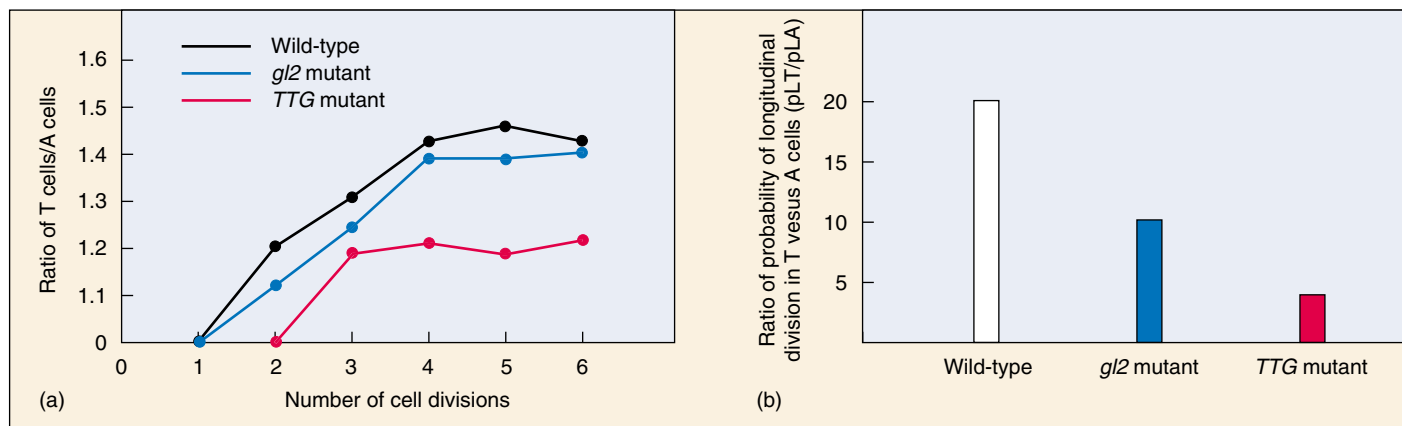 Wild-type
gl2 mutant
TTG mutant
Ratio of T cells/A cells
1.6
1.5
1.4
1.3
1.2
1.1
0
0 1 2 3 4 5 6
Number of cell divisions
(a)
Ratio of probability of longitudinal
division in T vesus A cells (pLT/pLA)
20
15
10
5
Wild-type gl2 mutant TTG mutant
(b)